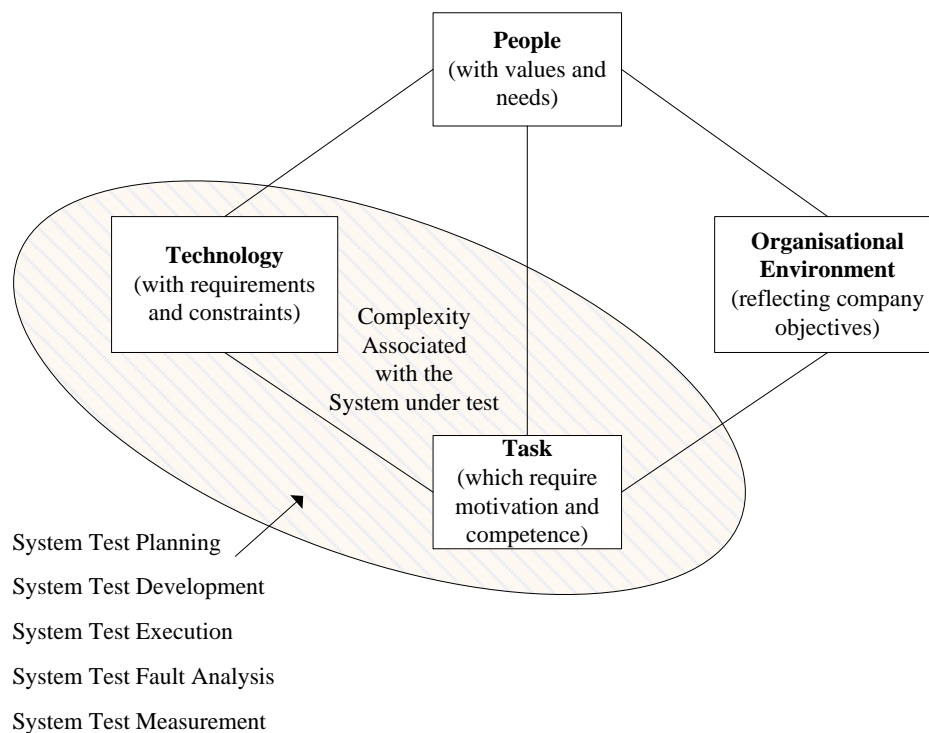 People
(with values and
needs)
Technology
(with requirements
and constraints)
Organisational
Environment
(reflecting company
objectives)
Complexity
Associated
with the
System under test
Task
(which require
motivation and
competence)
System Test Planning
System Test Development
System Test Execution
System Test Fault Analysis
System Test Measurement